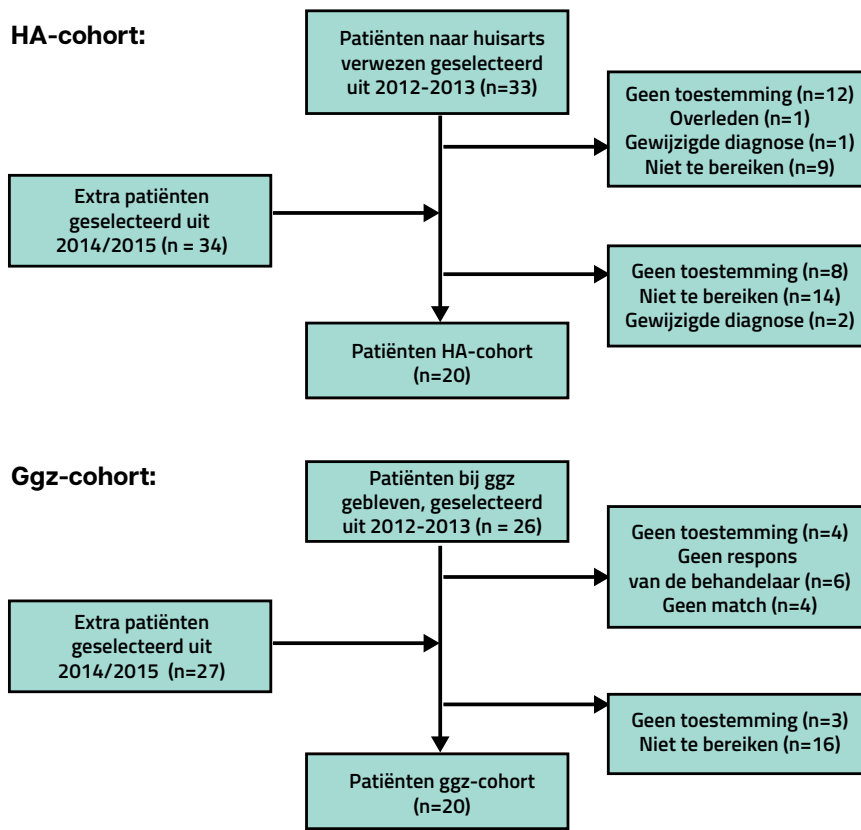 HA-cohort:
Patiënten naar huisarts
verwezen geselecteerd
uit 2012-2013 (n=33)
Geen toestemming (n=12)
Overleden (n=1)
Gewijzigde diagnose (n=1)
Niet te bereiken (n=9)
Extra patiënten
geselecteerd uit
2014/2015 (n = 34)
Geen toestemming (n=8)
Niet te bereiken (n=14)
Gewijzigde diagnose (n=2)
Patiënten HA-cohort
(n=20)
Ggz-cohort:
Patiënten bij ggz
gebleven, geselecteerd
uit 2012-2013 (n = 26)
Geen toestemming (n=4)
Geen respons
van de behandelaar (n=6)
Geen match (n=4)
Extra patiënten
geselecteerd uit
2014/2015 (n=27)
Geen toestemming (n=3)
Niet te bereiken (n=16)
Patiënten ggz-cohort
(n=20)